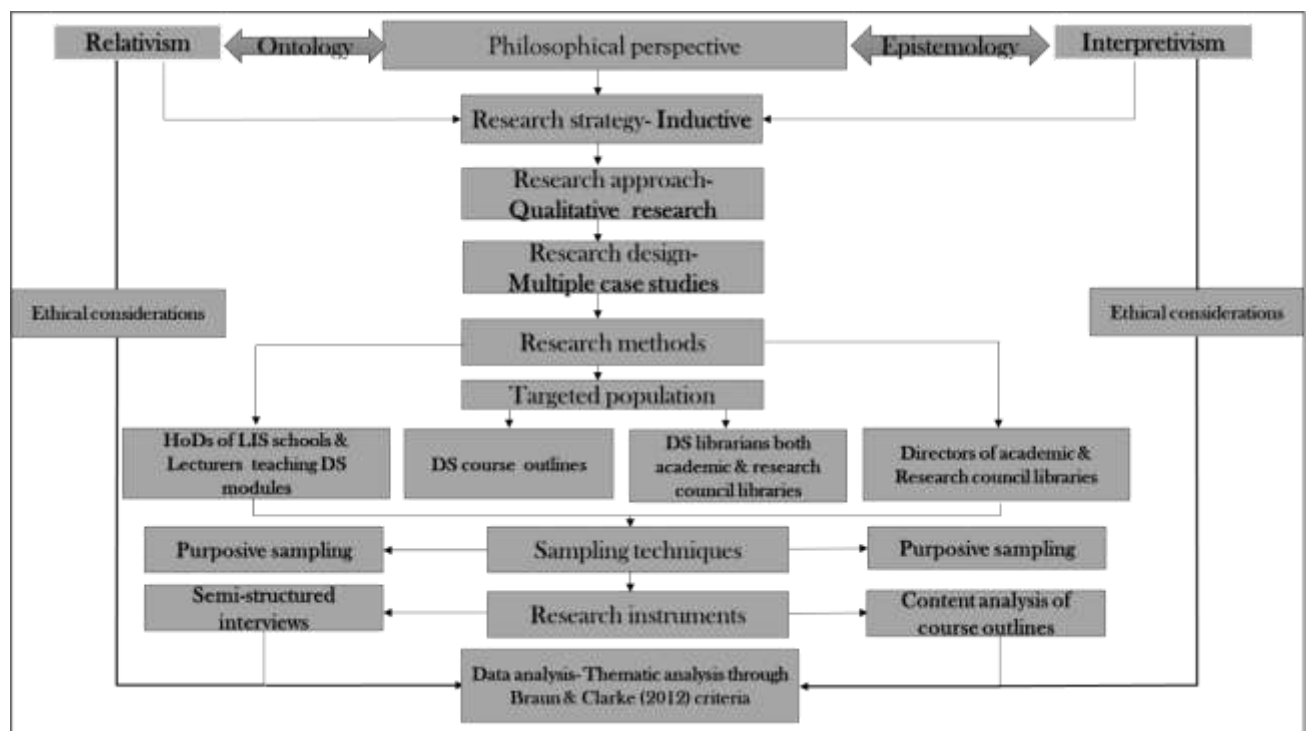 Relativism
Ontology
Philosophical perspective
Epistemology
Interpretivism
Research strategy- Inductive
Research approach-
Qualitative research
Research design-
Multiple case studies
Ethical considerations
Ethical considerations
Research methods
Targeted population
HoDs of LIS schools &
Lecturers teaching DS
modules
DS course outlines
DS librarians both
academic & research
council libraries
Directors of academic &
Research council libraries
Purposive sampling
Sampling techniques
Purposive sampling
Semi-structured
interviews
Research instruments
Content analysis of
course outlines
Data analysis- Thematic analysis through
Braun & Clarke (2012) criteria